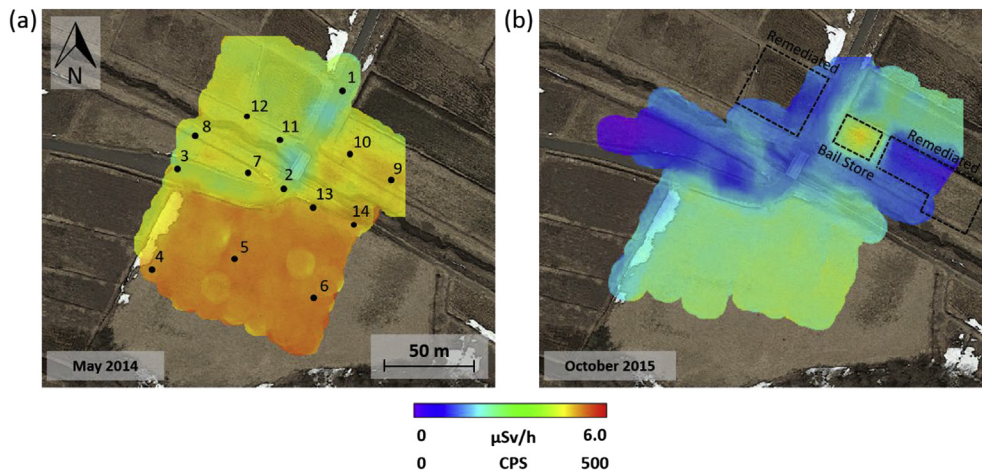 (a)
N
1
12
11
8
10
3
7
9
2
13
14
5
4
6
50 m
May 2014
(b)
Remediated
Remediated
Bail Store
October 2015
0 µSv/h 6.0
0 CPS 500